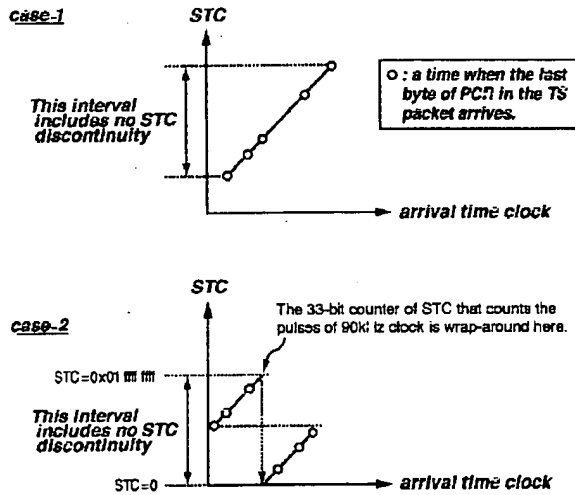 case-1
STC
This interval
includes no STC
discontinuity
o : a time when the last
byte of PCR in the TS
packet arrives.
arrival time clock
STC
case-2
The 33-bit counter of STC that counts the
pulses of 90kHz clock is wrap-around here.
STC=0x01 ffff ffff
This interval
includes no STC
discontinuity
STC=0
arrival time clock